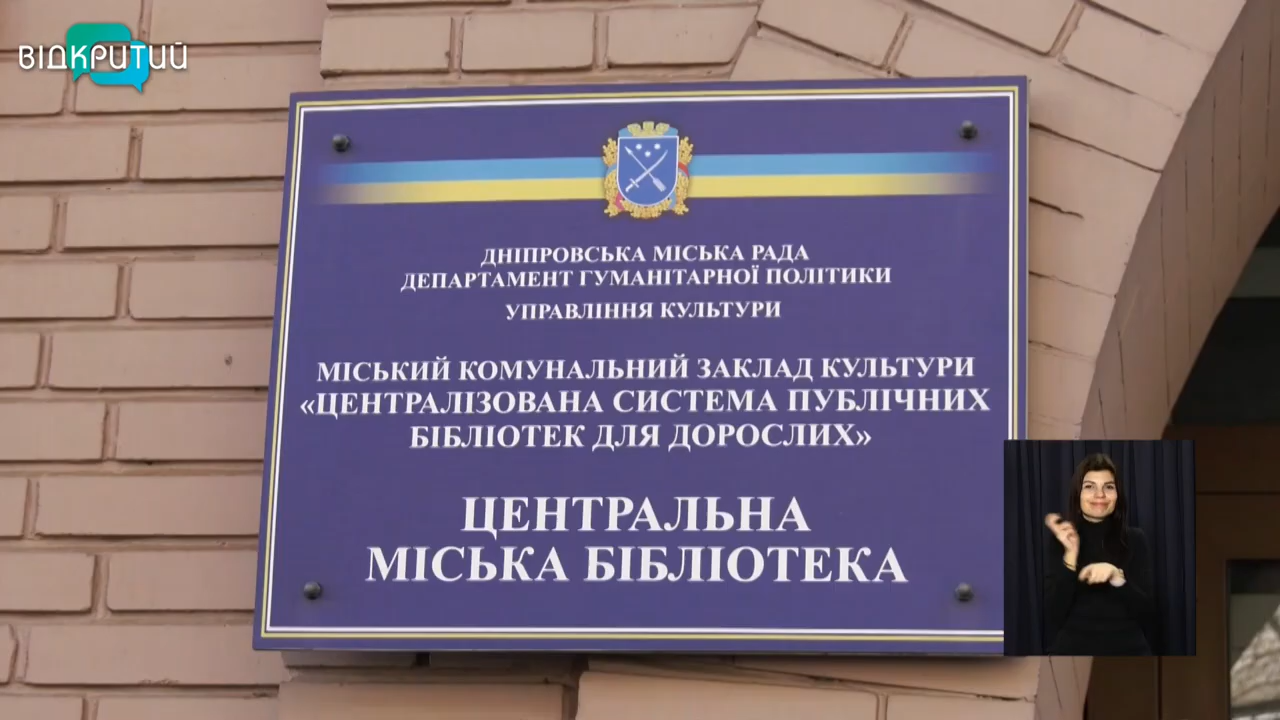 ВІДКРИТИЙ
ДНІПРОВСЬКА МІСЬКА РАДА
ДЕПАРТАМЕНТ ГУМАНІТАРНОЇ ПОЛІТИКИ
УПРАВЛІННЯ КУЛЬТУРИ
МІСЬКИЙ КОМУНАЛЬНИЙ ЗАКЛАД КУЛЬТУРИ
«ЦЕНТРАЛІЗОВАНА СИСТЕМА ПУБЛІЧНИХ
БІБЛІОТЕК ДЛЯ ДОРОСЛИХ»
ЦЕНТРАЛЬНА
МІСЬКА БІБЛІОТЕКА